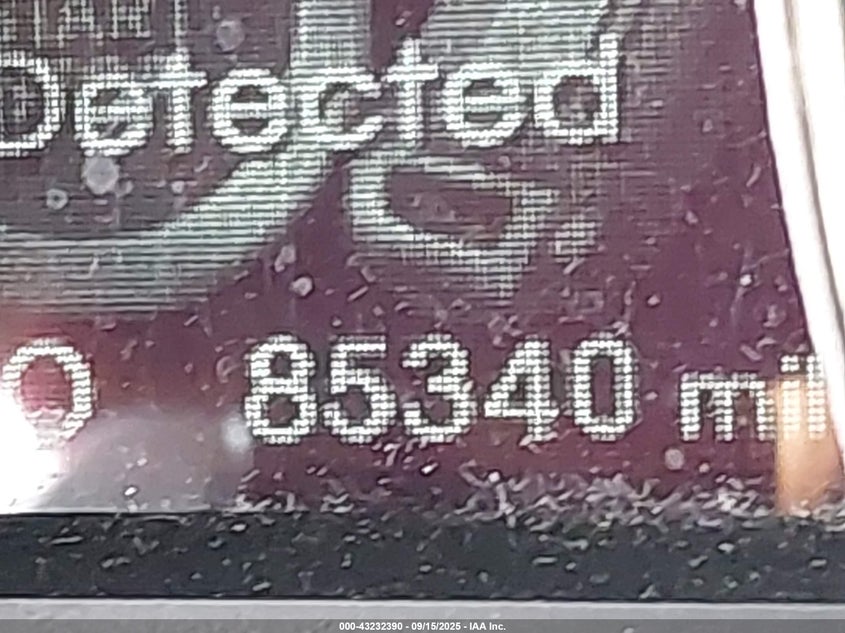 Detected
O 85340 mi
000-43232390 - 09/15/2025 - IAA Inc.